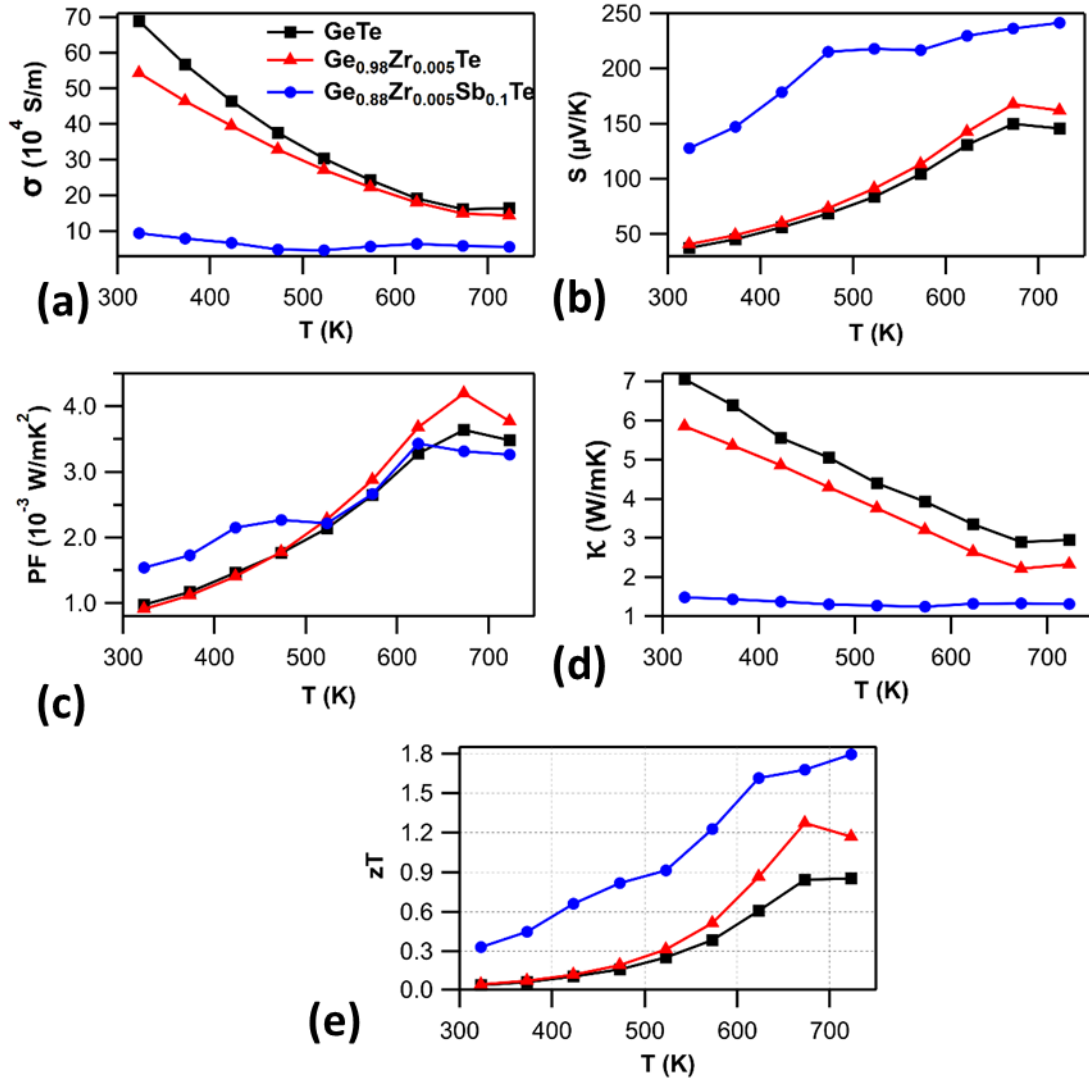 70
60
50
40
30
20
10
σ (10⁴ S/m)
GeTe
Ge₀.₉₈Zr₀.₀₀₅Te
Ge₀.₈₈Zr₀.₀₀₅Sb₀.₁Te
300 400 500 600 700
T (K)
(a)
250
200
150
100
50
S (µV/K)
300 400 500 600 700
T (K)
(b)
4.0
3.0
2.0
1.0
PF (10⁻³ W/mK²)
300 400 500 600 700
T (K)
(c)
7
6
5
4
3
2
1
K (W/mK)
300 400 500 600 700
T (K)
(d)
1.8
1.5
1.2
0.9
0.6
0.3
0.0
zT
300 400 500 600 700
T (K)
(e)